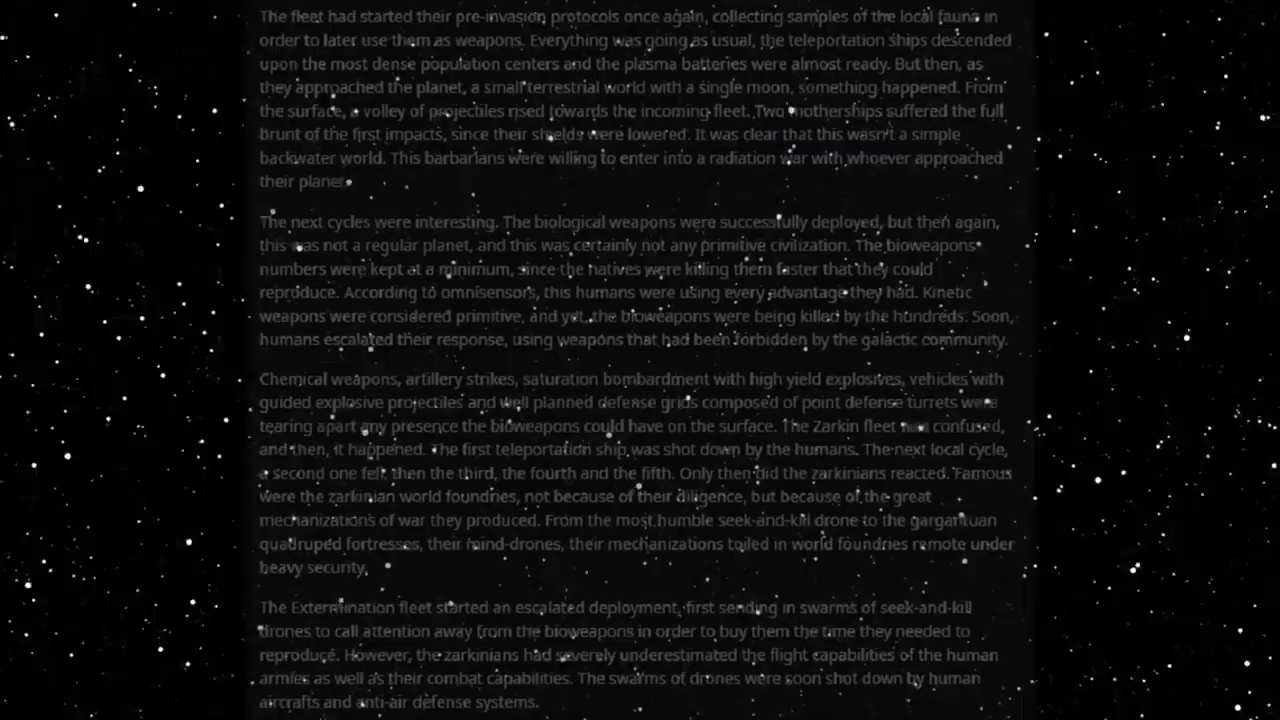 The fleet had started their pre-invasion protocols once again, collecting samples of the local fauna in
order to later use them as weapons. Everything was going as usual, the teleportation ships descended
upon the most dense population centers and the plasma batteries were almost ready. But then, as
they approached the planet, a small terrestrial world with a single moon, something happened. From
the surface, a volley of projectiles rised towards the incoming fleet. Two motherships suffered the full
brunt of the first impacts, since their shields were lowered. It was clear that this wasn't a simple
backwater world. This barbarians were willing to enter into a radiation war with whoever approached
their planet.
The next cycles were interesting. The biological weapons were successfully deployed, but then again,
this was not a regular planet, and this was certainly not any primitive civilization. The bioweapons
numbers were kept at a minimum, since the natives were killing them faster that they could
reproduce. According to omnisensors, this humans were using every advantage they had. Kinetic
weapons were considered primitive, and yet, the bioweapons were being killed by the hundreds. Soon,
humans escalated their response, using weapons that had been forbidden by the galactic community.
Chemical weapons, artillery strikes, saturation bombardment with high yield explosives, vehicles with
guided explosive projectiles and well planned defense grids composed of point defense turrets were
tearing apart any presence the bioweapons could have on the surface. The Zarkin fleet was confused,
and then, it happened. The first teleportation ship was shot down by the humans. The next local cycle,
a second one fell, then the third, the fourth and the fifth. Only then did the zarkinians reacted. Famous
were the zarkinian world foundries, not because of their diligence, but because of the great
mechanizations of war they produced. From the most humble seek-and-kill drone to the gargantuan
quadruped fortresses, their mind-drones, their mechanizations toiled in world foundries remote under
heavy security.
The Extermination fleet started an escalated deployment, first sending in swarms of seek-and-kill
drones to call attention away from the bioweapons in order to buy them the time they needed to
reproduce. However, the zarkinians had severely underestimated the flight capabilities of the human
armies as well as their combat capabilities. The swarms of drones were soon shot down by human
aircrafts and anti-air defense systems.